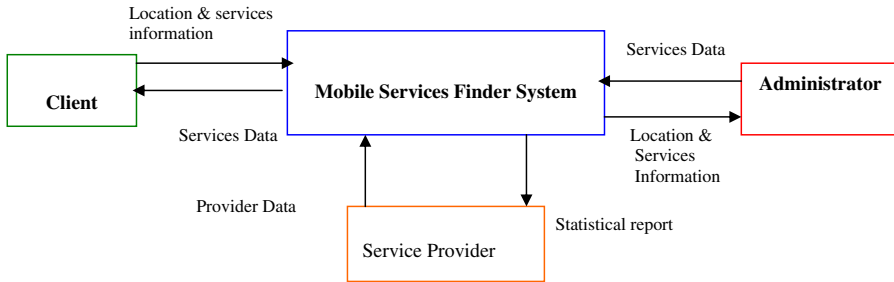 Location & services
information
Services Data
Client
Mobile Services Finder System
Administrator
Services Data
Location &
Services
Information
Provider Data
Statistical report
Service Provider